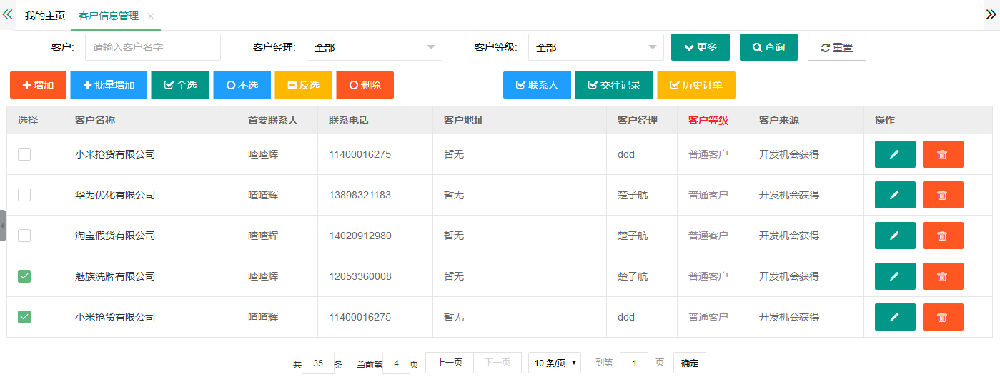 我的主页 客户信息管理
客户: 请输入客户名字 客户经理: 全部 客户等级: 全部 更多 查询 重置
增加 批量增加 全选 不选 反选 删除 联系人 交往记录 历史订单
选择 客户名称 首要联系人 联系电话 客户地址 客户经理 客户等级 客户来源 操作
小米抢货有限公司 喳喳辉 11400016275 暂无 ddd 普通客户 开发机会获得
华为优化有限公司 喳喳辉 13898321183 暂无 楚子航 普通客户 开发机会获得
淘宝假货有限公司 喳喳辉 14020912980 暂无 楚子航 普通客户 开发机会获得
魅族洗牌有限公司 喳喳辉 12053360008 暂无 楚子航 普通客户 开发机会获得
小米抢货有限公司 喳喳辉 11400016275 暂无 ddd 普通客户 开发机会获得
共 35 条 当前第 4 页 上一页 下一页 10 条/页 到第 1 页 确定